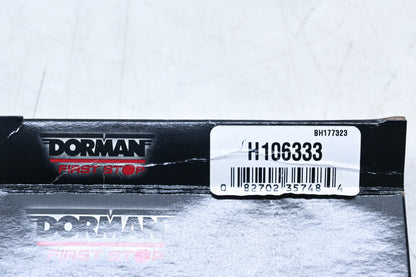 BH177323
DORMAN
H106333
FIRST STOP
0 82702 35748 4
DORMAN
FIRST STOP